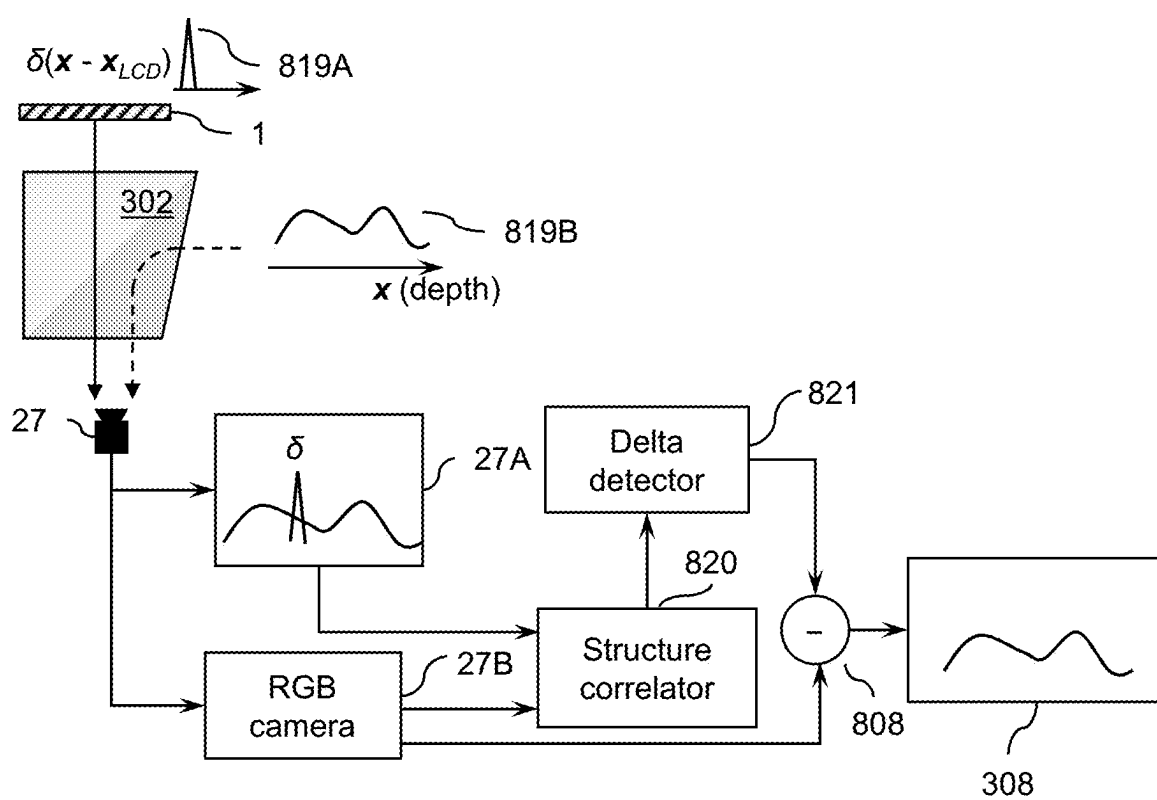 δ(x - xLCD)
819A
1
302
819B
x (depth)
27
δ
27A
Delta
detector
821
820
27B
RGB
camera
Structure
correlator
-
808
308